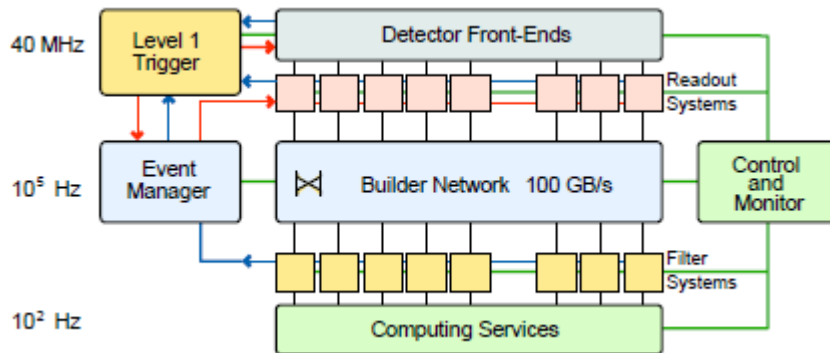 40 MHz
Level 1
Trigger
Detector Front-Ends
Readout
Systems
10⁵ Hz
Event
Manager
Builder Network 100 GB/s
Control
and
Monitor
Filter
Systems
10² Hz
Computing Services